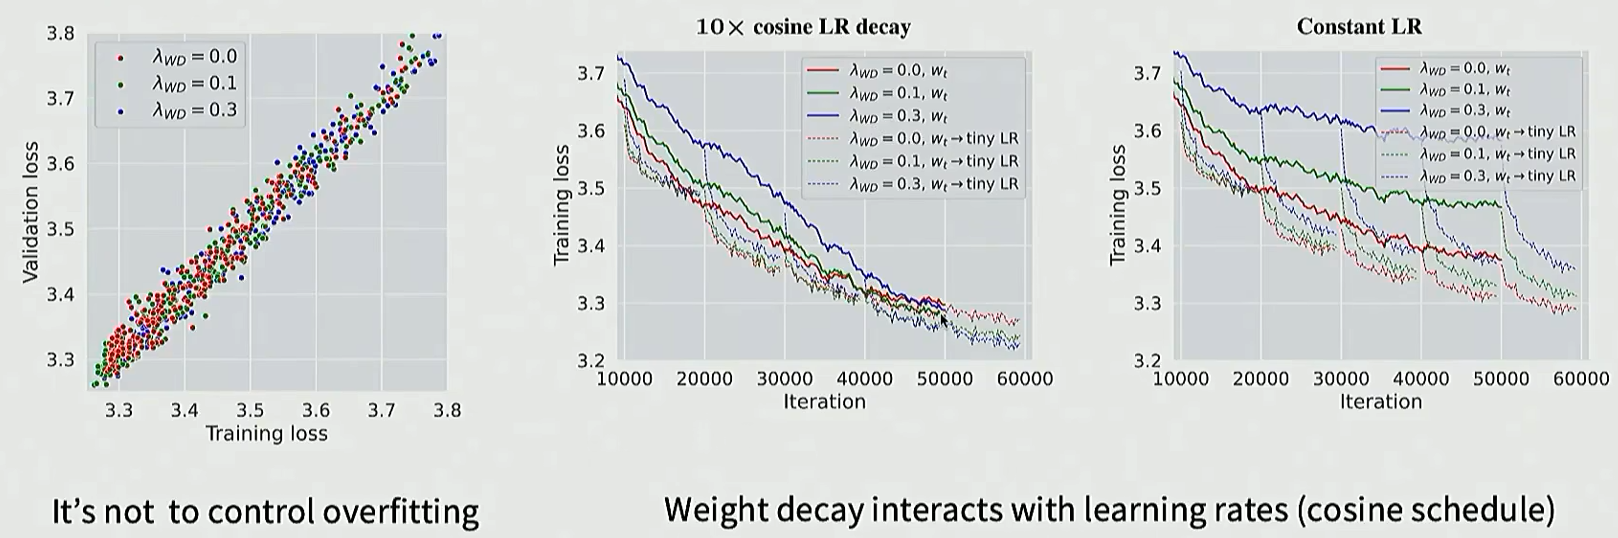 10× cosine LR decay
Constant LR
3.8
3.7
3.6
3.5
3.4
3.3
Validation loss
λWD = 0.0
λWD = 0.1
λWD = 0.3
3.3 3.4 3.5 3.6 3.7 3.8
Training loss
3.7
3.6
3.5
3.4
3.3
3.2
Training loss
λWD = 0.0, wt
λWD = 0.1, wt
λWD = 0.3, wt
λWD = 0.0, wt → tiny LR
λWD = 0.1, wt → tiny LR
λWD = 0.3, wt → tiny LR
10000 20000 30000 40000 50000 60000
Iteration
3.7
3.6
3.5
3.4
3.3
3.2
Training loss
λWD = 0.0, wt
λWD = 0.1, wt
λWD = 0.3, wt
λWD = 0.0, wt → tiny LR
λWD = 0.1, wt → tiny LR
λWD = 0.3, wt → tiny LR
10000 20000 30000 40000 50000 60000
Iteration
It's not to control overfitting
Weight decay interacts with learning rates (cosine schedule)